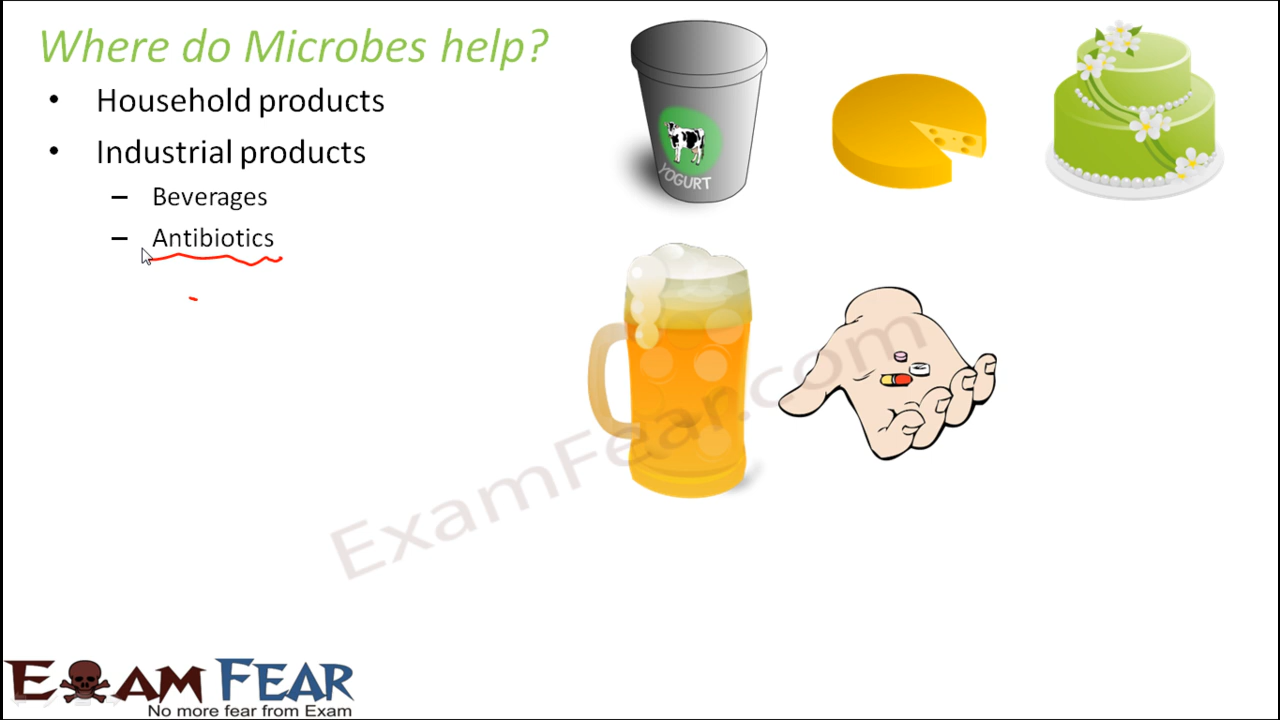 Where do Microbes help?
• Household products
• Industrial products
– Beverages
– Antibiotics
YOGURT
ExamFear.com
EXAM FEAR
No more fear from Exam